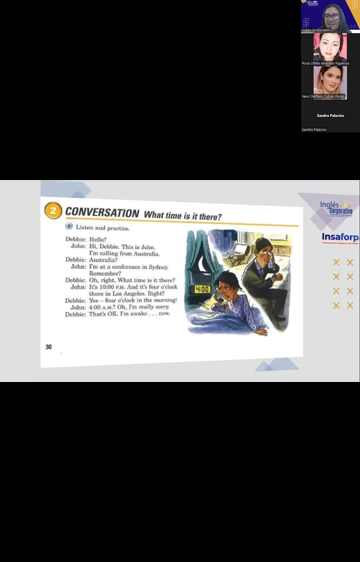 Sandra Palacios
Sandra Palacios
2 CONVERSATION What time is it there?
Listen and practice.
Debbie: Hello?
John: Hi, Debbie. This is John.
I'm calling from Australia.
Debbie: Australia?
John: I'm at a conference in Sydney.
Remember?
Debbie: Oh, right. What time is it there?
John: It's 10:00 P.M. And it's four o'clock
there in Los Angeles. Right?
Debbie: Yes – four o'clock in the morning!
John: 4:00 A.M.? Oh, I'm really sorry.
Debbie: That's OK. I'm awake . . . now.
4:00
30
Inglés
Corporativo
Insaforp